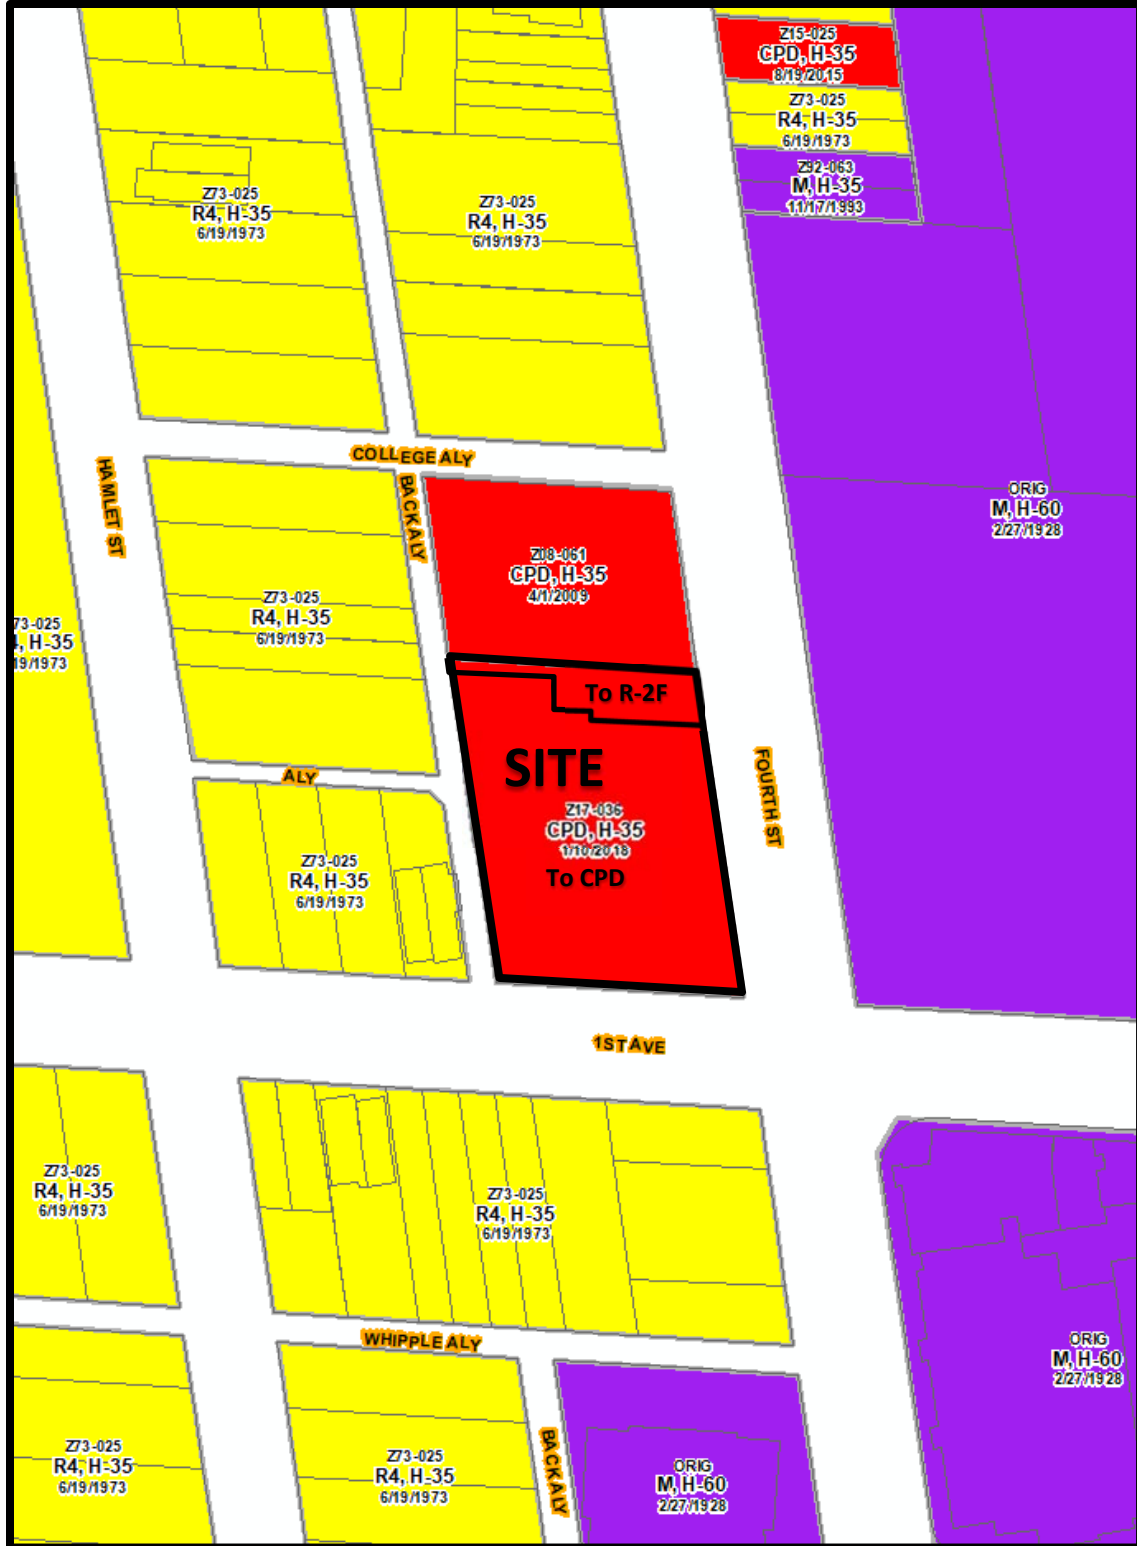 Z15-025
CPD, H-35
8/19/2015
Z73-025
R4, H-35
6/19/1973
Z92-063
M, H-35
11/17/1993
Z73-025
R4, H-35
6/19/1973
Z73-025
R4, H-35
6/19/1973
COLLEGE ALY
HAMLET ST
BACK ALY
ORIG
M, H-60
2/27/1928
Z08-061
CPD, H-35
4/1/2009
Z73-025
R4, H-35
6/19/1973
73-025
4, H-35
19/1973
To R-2F
SITE
FOURTH ST
ALY
Z17-036
CPD, H-35
1/10/2018
To CPD
Z73-025
R4, H-35
6/19/1973
1ST AVE
Z73-025
R4, H-35
6/19/1973
Z73-025
R4, H-35
6/19/1973
WHIPPLE ALY
ORIG
M, H-60
2/27/1928
Z73-025
R4, H-35
6/19/1973
Z73-025
R4, H-35
6/19/1973
BACK ALY
ORIG
M, H-60
2/27/1928